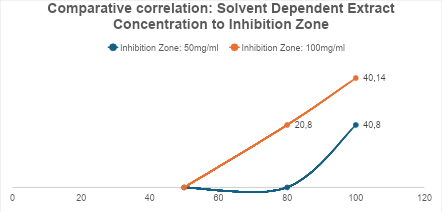 Comparative correlation: Solvent Dependent Extract
Concentration to Inhibition Zone
Inhibition Zone: 50mg/ml Inhibition Zone: 100mg/ml
40,14
20,8 40,8
0 20 40 60 80 100 120